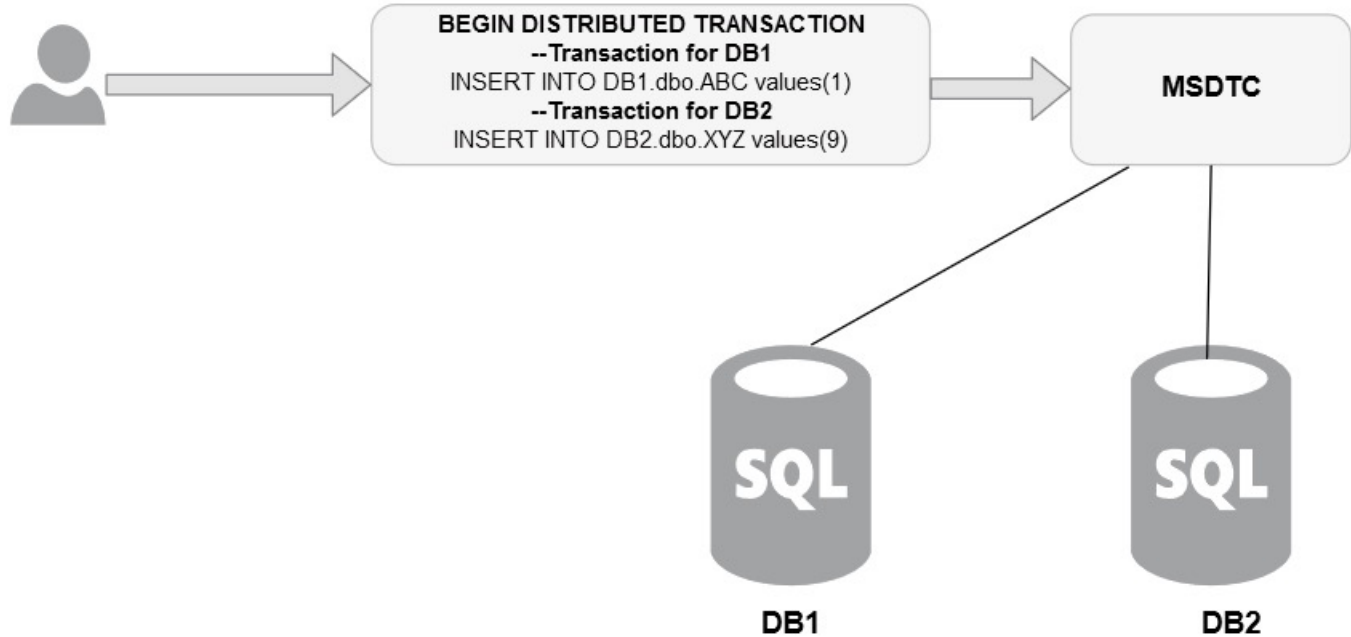 BEGIN DISTRIBUTED TRANSACTION
--Transaction for DB1
INSERT INTO DB1.dbo.ABC values(1)
--Transaction for DB2
INSERT INTO DB2.dbo.XYZ values(9)
MSDTC
SQL
SQL
DB1
DB2